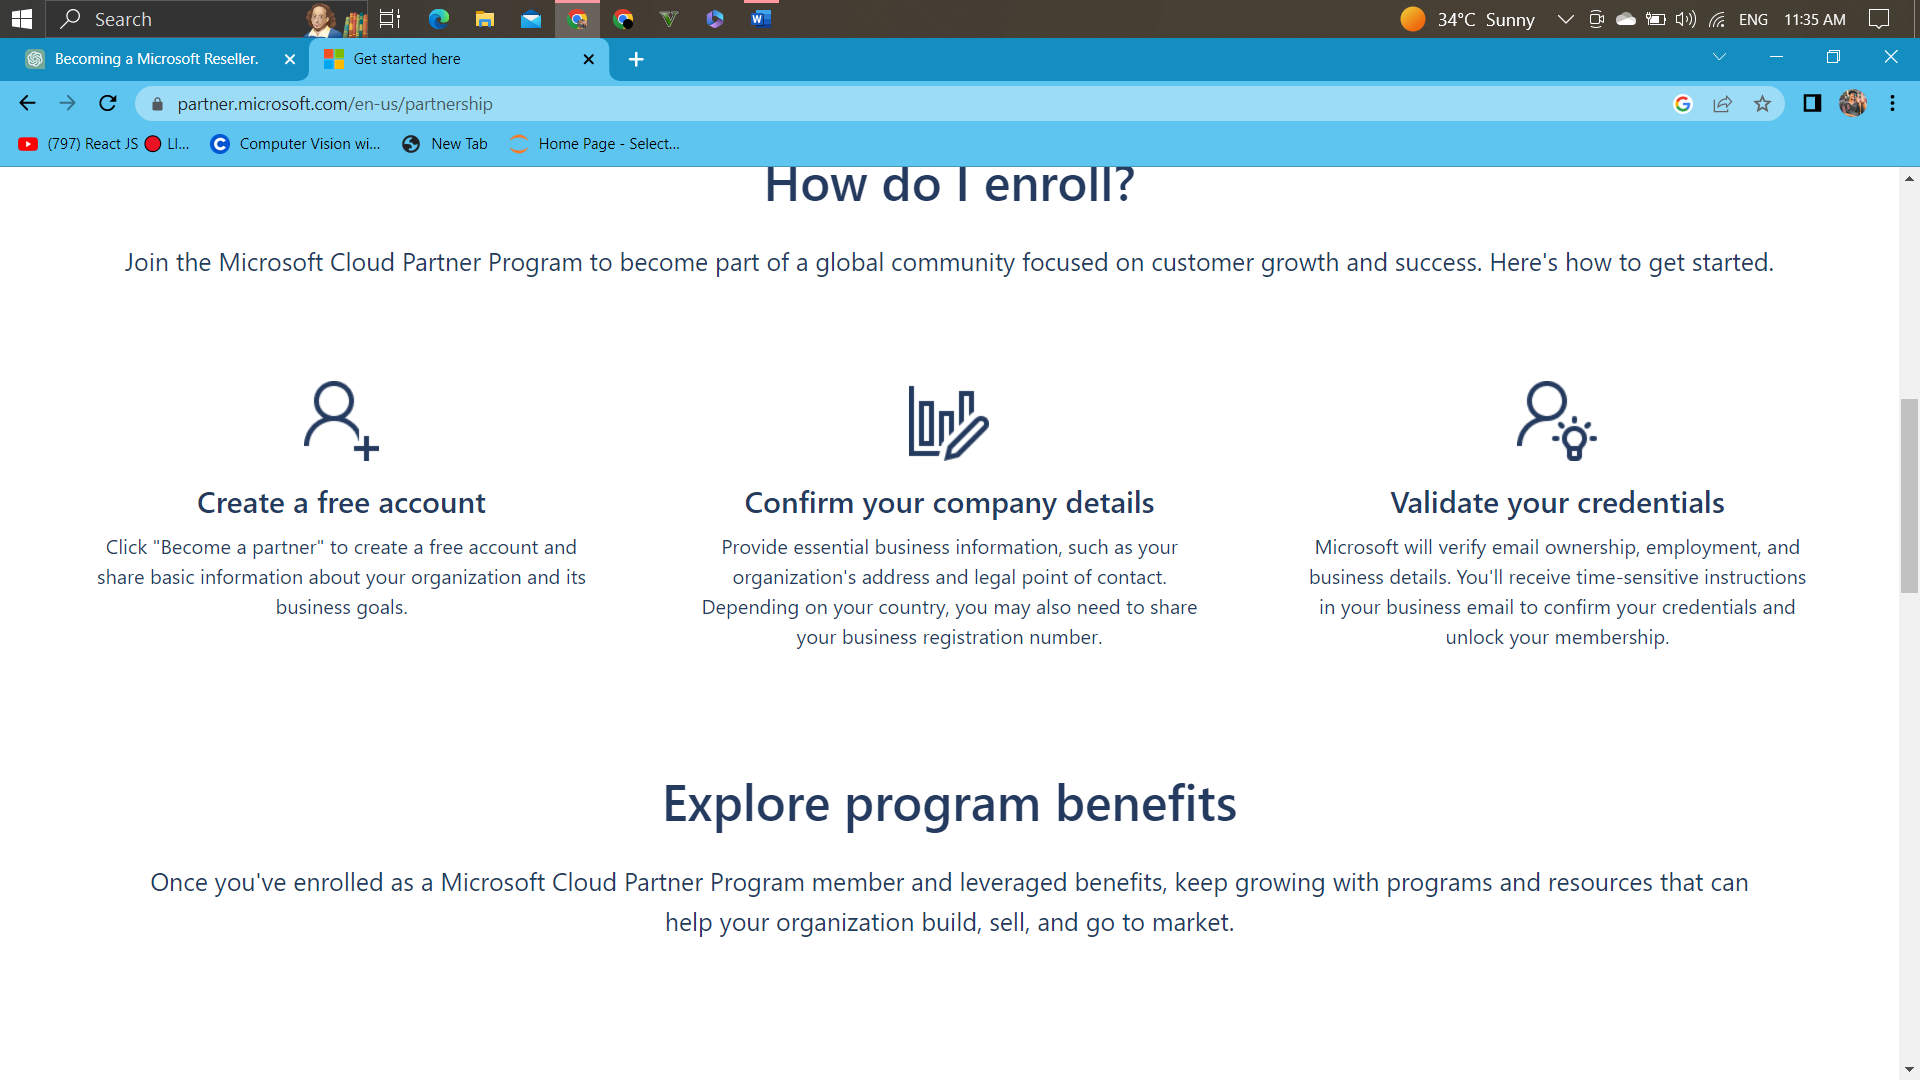 Search
34°C Sunny
ENG
11:35 AM
Becoming a Microsoft Reseller.
Get started here
partner.microsoft.com/en-us/partnership
(797) React JS 🔴 LI...
Computer Vision wi...
New Tab
Home Page - Select...
How do I enroll?
Join the Microsoft Cloud Partner Program to become part of a global community focused on customer growth and success. Here's how to get started.
Create a free account
Click "Become a partner" to create a free account and
share basic information about your organization and its
business goals.
Confirm your company details
Provide essential business information, such as your
organization's address and legal point of contact.
Depending on your country, you may also need to share
your business registration number.
Validate your credentials
Microsoft will verify email ownership, employment, and
business details. You'll receive time-sensitive instructions
in your business email to confirm your credentials and
unlock your membership.
Explore program benefits
Once you've enrolled as a Microsoft Cloud Partner Program member and leveraged benefits, keep growing with programs and resources that can
help your organization build, sell, and go to market.